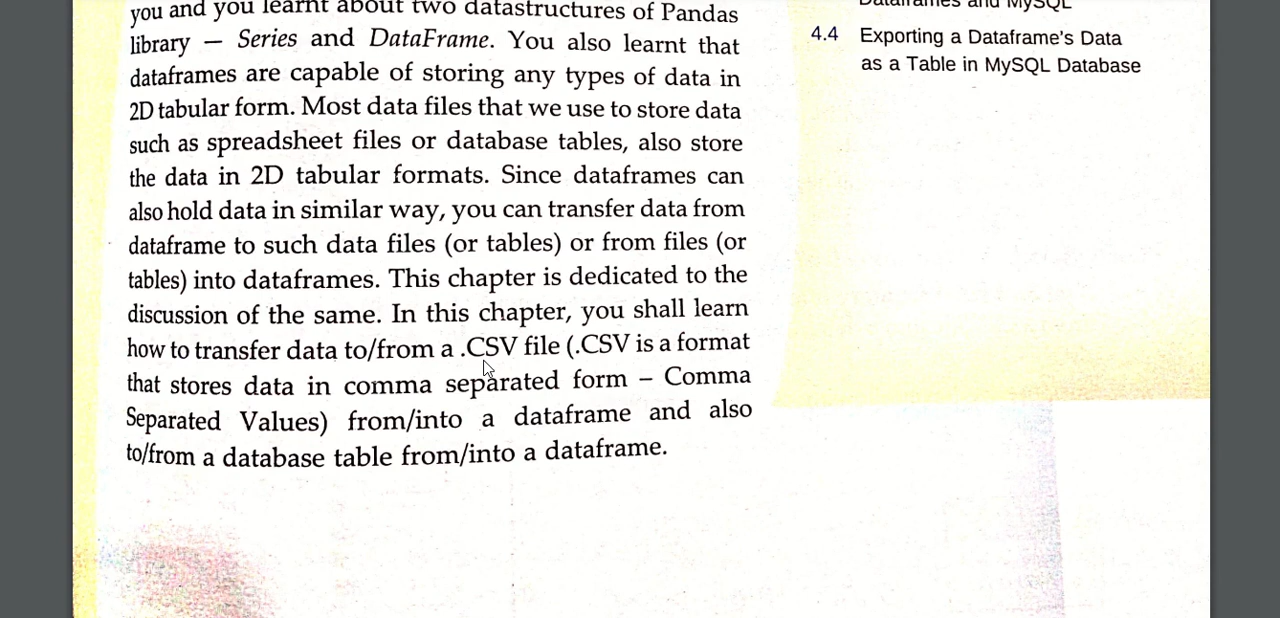 you and you learnt about two datastructures of Pandas
library — Series and DataFrame. You also learnt that
dataframes are capable of storing any types of data in
2D tabular form. Most data files that we use to store data
such as spreadsheet files or database tables, also store
the data in 2D tabular formats. Since dataframes can
also hold data in similar way, you can transfer data from
dataframe to such data files (or tables) or from files (or
tables) into dataframes. This chapter is dedicated to the
discussion of the same. In this chapter, you shall learn
how to transfer data to/from a .CSV file (.CSV is a format
that stores data in comma separated form – Comma
Separated Values) from/into a dataframe and also
to/from a database table from/into a dataframe.
Dataframes and MySQL
4.4 Exporting a Dataframe's Data
as a Table in MySQL Database